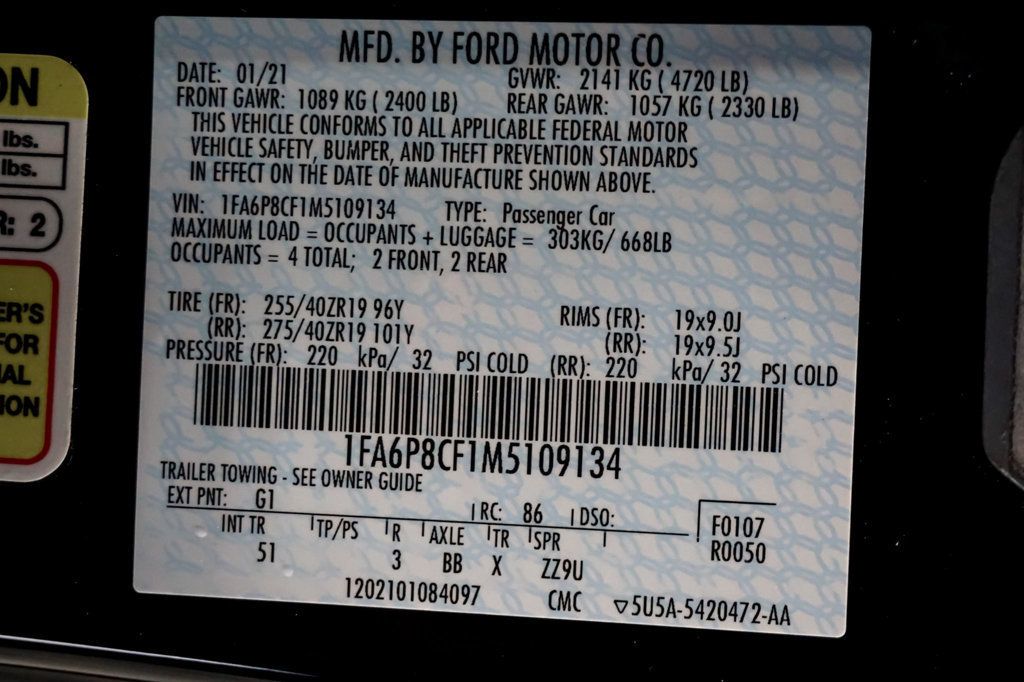 MFD. BY FORD MOTOR CO.
DATE: 01/21 GVWR: 2141 KG ( 4720 LB)
FRONT GAWR: 1089 KG ( 2400 LB) REAR GAWR: 1057 KG ( 2330 LB)
THIS VEHICLE CONFORMS TO ALL APPLICABLE FEDERAL MOTOR
VEHICLE SAFETY, BUMPER, AND THEFT PREVENTION STANDARDS
IN EFFECT ON THE DATE OF MANUFACTURE SHOWN ABOVE.
VIN: 1FA6P8CF1M5109134 TYPE: Passenger Car
MAXIMUM LOAD = OCCUPANTS + LUGGAGE = 303KG/ 668LB
OCCUPANTS = 4 TOTAL; 2 FRONT, 2 REAR
TIRE (FR): 255/40ZR19 96Y RIMS (FR): 19x9.0J
(RR): 275/40ZR19 101Y (RR): 19x9.5J
PRESSURE (FR): 220 kPa/ 32 PSI COLD (RR): 220 kPa/ 32 PSI COLD
1FA6P8CF1M5109134
TRAILER TOWING - SEE OWNER GUIDE
EXT PNT: G1 RC: 86 DSO: F0107
INT TR TP/PS R AXLE TR SPR R0050
51 3 BB X ZZ9U
1202101084097 CMC ▽5U5A-5420472-AA
ON
lbs.
lbs.
R: 2
ER'S
FOR
AL
ION